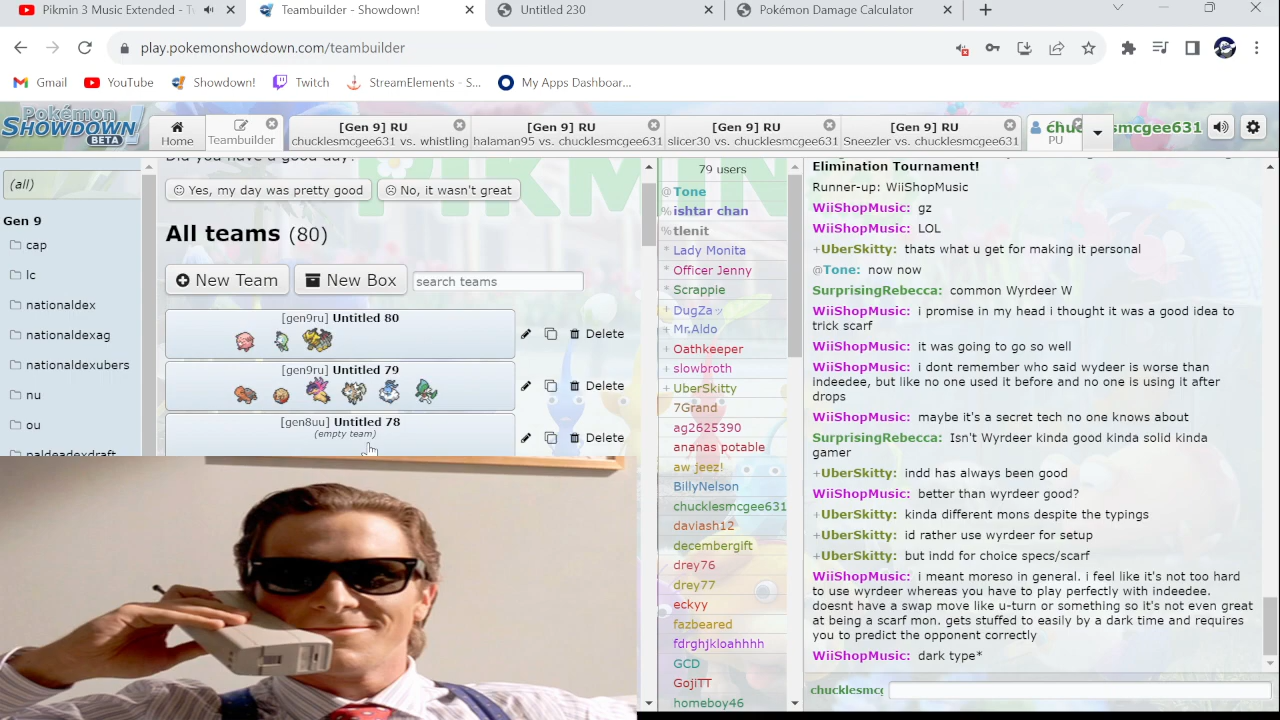 Pikmin 3 Music Extended - Tw
Teambuilder - Showdown!
Untitled 230
Pokémon Damage Calculator
play.pokemonshowdown.com/teambuilder
Gmail
YouTube
Showdown!
Twitch
StreamElements - S...
My Apps Dashboar...
Pokémon
SHOWDOWN!
BETA
Home
Teambuilder
[Gen 9] RU
chucklesmcgee631 vs. whistling
[Gen 9] RU
halaman95 vs. chucklesmcgee631
[Gen 9] RU
slicer30 vs. chucklesmcgee631
[Gen 9] RU
Sneezler vs. chucklesmcgee631
PU
smcgee631
(all)
Gen 9
cap
lc
nationaldex
nationaldexag
nationaldexubers
nu
ou
paldeadexdraft
Did you have a good day?
Yes, my day was pretty good
No, it wasn't great
PIKMIN
All teams (80)
New Team
New Box
search teams
[gen9ru] Untitled 80
Delete
[gen9ru] Untitled 79
Delete
[gen8uu] Untitled 78
(empty team)
Delete
79 users
@Tone
%ishtar chan
%tlenit
* Lady Monita
* Officer Jenny
* Scrappie
+ DugZa
+ Mr.Aldo
+ Oathkeeper
+ slowbroth
+ UberSkitty
7Grand
ag2625390
ananas potable
aw jeez!
BillyNelson
chucklesmcgee631
daviash12
decembergift
drey76
drey77
eckyy
fazbeared
fdrghjkloahhhh
GCD
GojiTT
homeboy46
Elimination Tournament!
Runner-up: WiiShopMusic
WiiShopMusic: gz
WiiShopMusic: LOL
+UberSkitty: thats what u get for making it personal
@Tone: now now
SurprisingRebecca: common Wyrdeer W
WiiShopMusic: i promise in my head i thought it was a good idea to
trick scarf
WiiShopMusic: it was going to go so well
WiiShopMusic: i dont remember who said wydeer is worse than
indeedee, but like no one used it before and no one is using it after
drops
WiiShopMusic: maybe it's a secret tech no one knows about
SurprisingRebecca: Isn't Wyrdeer kinda good kinda solid kinda
gamer
+UberSkitty: indd has always been good
WiiShopMusic: better than wyrdeer good?
+UberSkitty: kinda different mons despite the typings
+UberSkitty: id rather use wyrdeer for setup
+UberSkitty: but indd for choice specs/scarf
WiiShopMusic: i meant moreso in general. i feel like it's not too hard
to use wyrdeer whereas you have to play perfectly with indeedee.
doesnt have a swap move like u-turn or something so it's not even great
at being a scarf mon. gets stuffed to easily by a dark time and requires
you to predict the opponent correctly
WiiShopMusic: dark type*
chucklesmcg